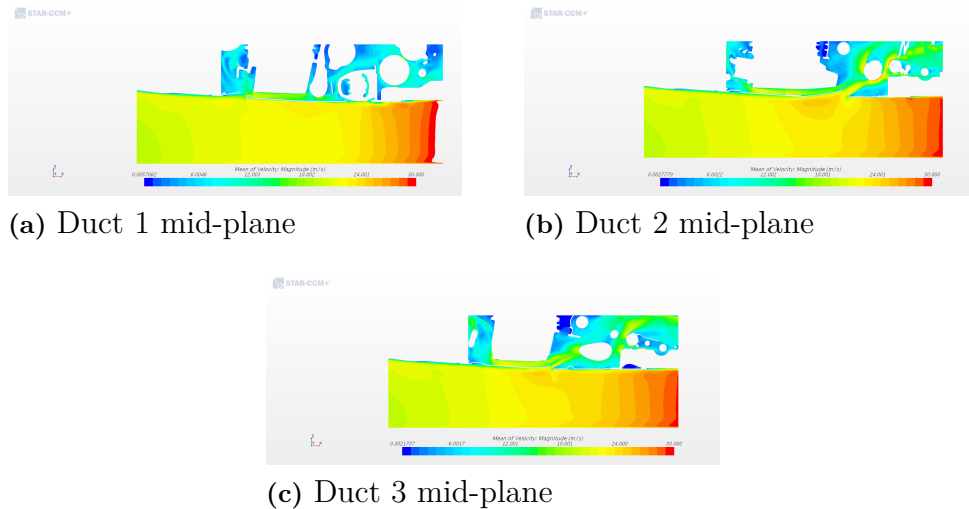 STAR-CCM+
Mean of Velocity: Magnitude (m/s)
0.0057062 6.0046 12.003 18.002 24.001 30.000
(a) Duct 1 mid-plane
STAR-CCM+
Mean of Velocity: Magnitude (m/s)
0.0027779 6.0022 12.002 18.001 24.001 30.000
(b) Duct 2 mid-plane
STAR-CCM+
Mean of Velocity: Magnitude (m/s)
0.0021737 6.0017 12.001 18.001 24.000 30.000
(c) Duct 3 mid-plane